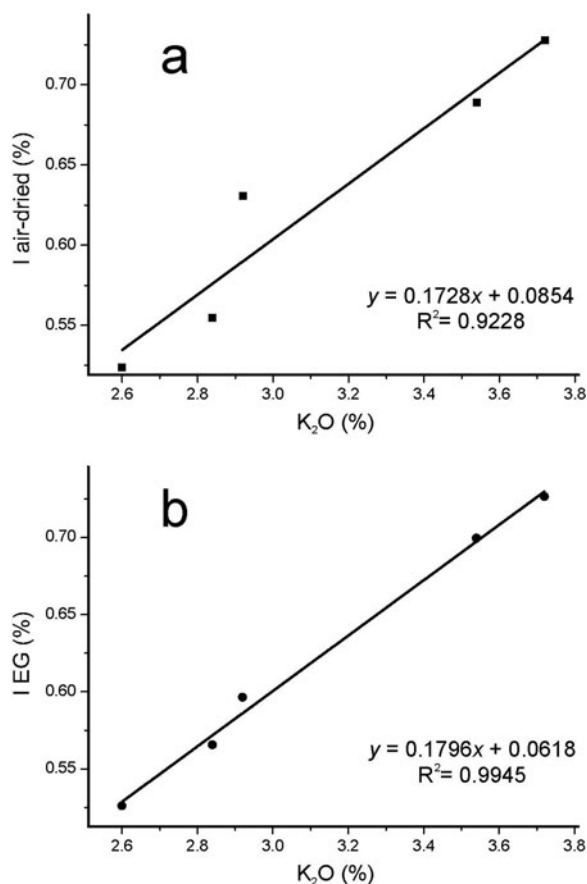 a
0.70
0.65
0.60
0.55
I air-dried (%)
y = 0.1728x + 0.0854
R²= 0.9228
2.6 2.8 3.0 3.2 3.4 3.6 3.8
K₂O (%)
b
0.70
0.65
0.60
0.55
I EG (%)
y = 0.1796x + 0.0618
R²= 0.9945
2.6 2.8 3.0 3.2 3.4 3.6 3.8
K₂O (%)